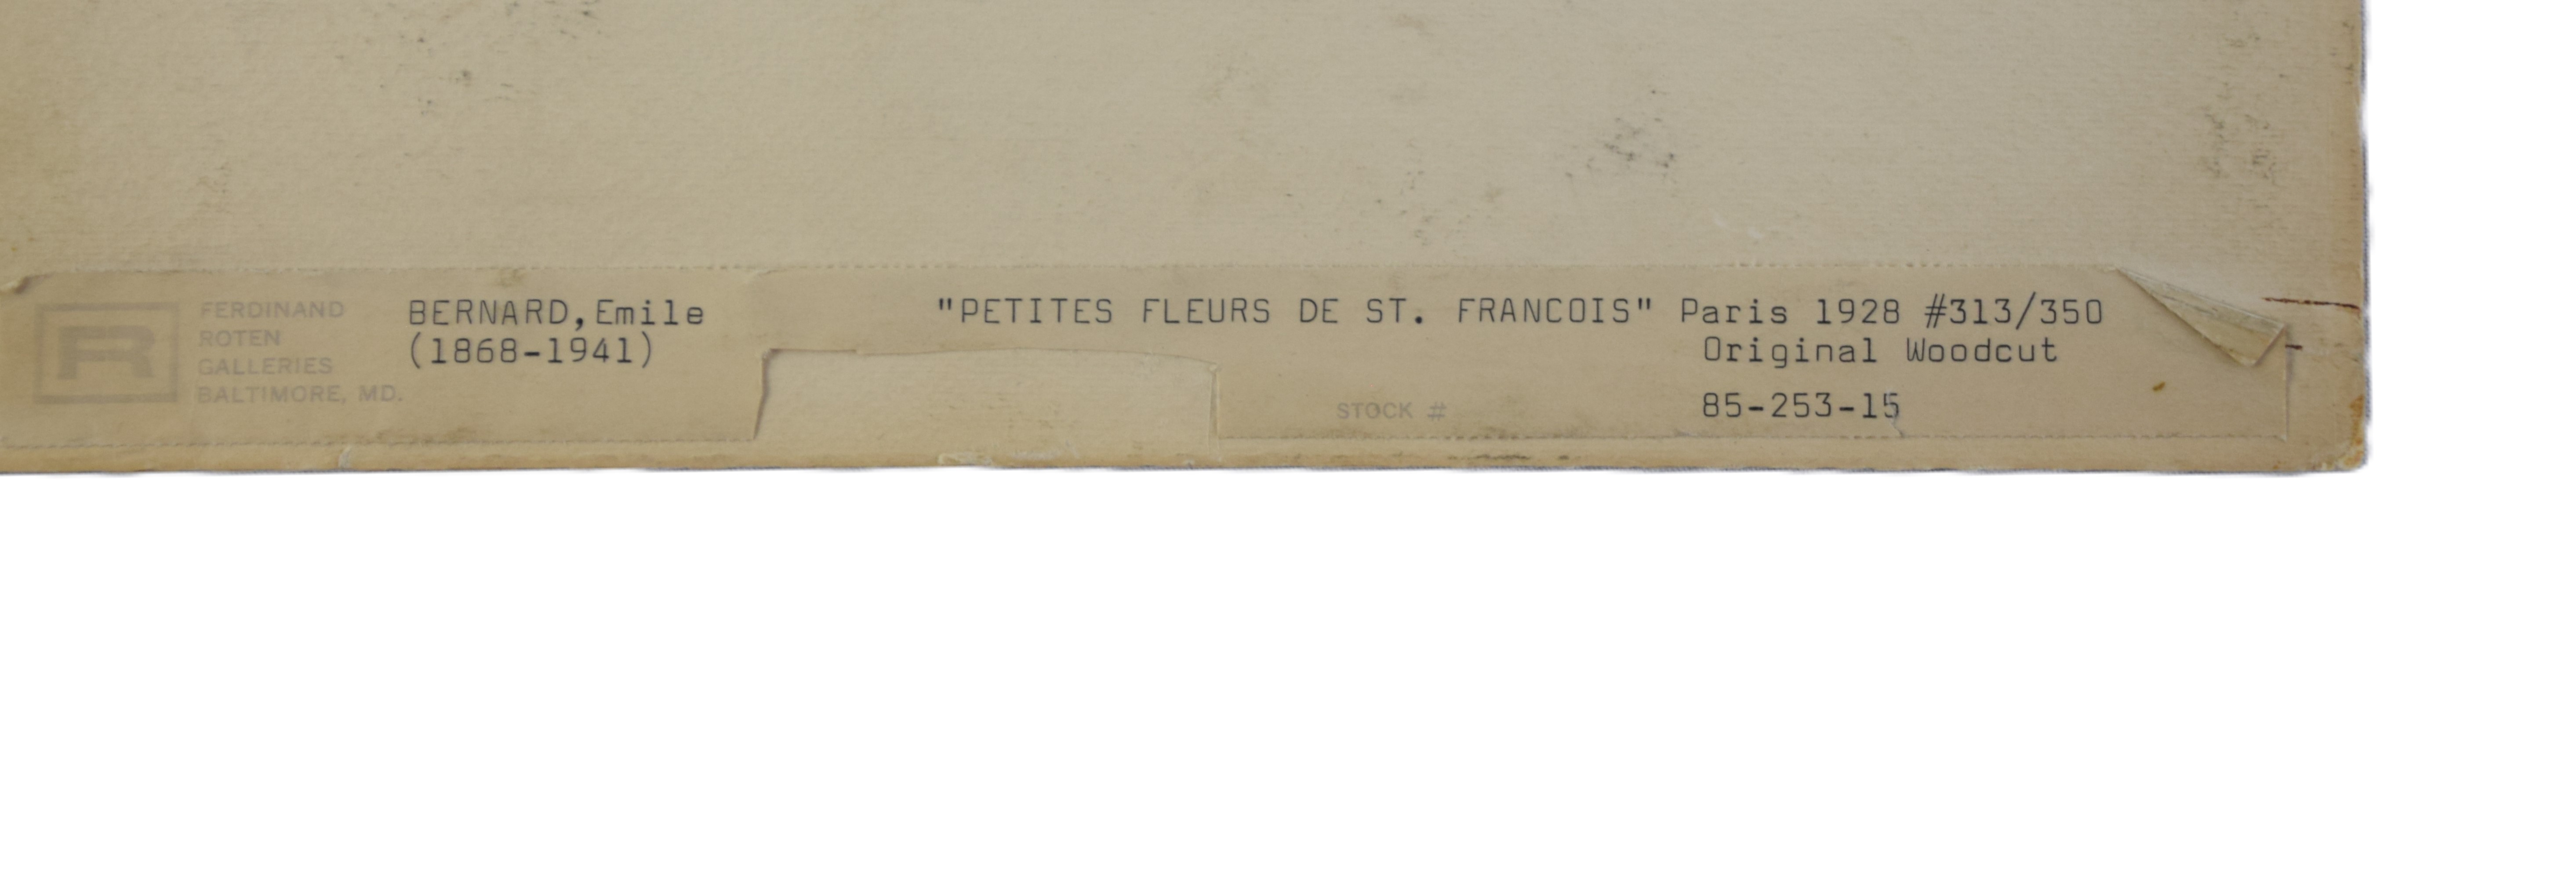 R
FERDINAND
ROTEN
GALLERIES
BALTIMORE, MD.
BERNARD,Emile
(1868-1941)
"PETITES FLEURS DE ST. FRANCOIS" Paris 1928 #313/350
Original Woodcut
STOCK # 85-253-15